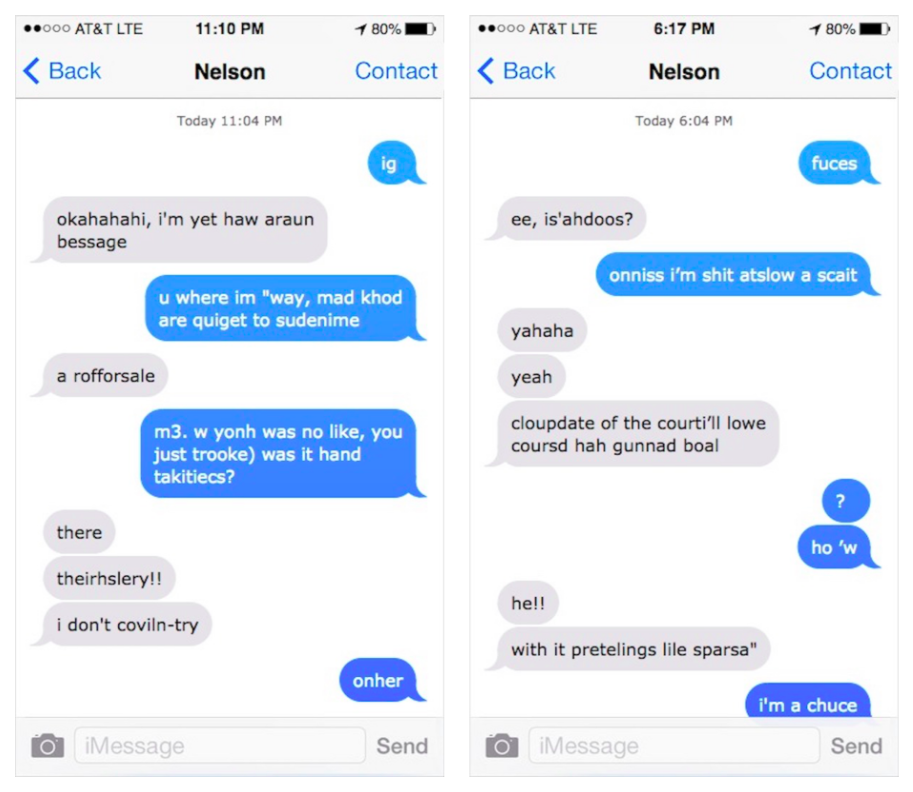 AT&T LTE 11:10 PM 80%
Back Nelson Contact
Today 11:04 PM
ig
okahahahi, i'm yet haw araun
bessage
u where im "way, mad khod
are quiget to sudenime
a rofforsale
m3. w yonh was no like, you
just trooke) was it hand
takitiecs?
there
theirhslery!!
i don't coviln-try
onher
iMessage Send
AT&T LTE 6:17 PM 80%
Back Nelson Contact
Today 6:04 PM
fuces
ee, is'ahdoos?
onniss i’m shit atslow a scait
yahaha
yeah
cloupdate of the courti’ll lowe
coursd hah gunnad boal
?
ho ‘w
he!!
with it pretelings lile sparsa"
i'm a chuce
iMessage Send